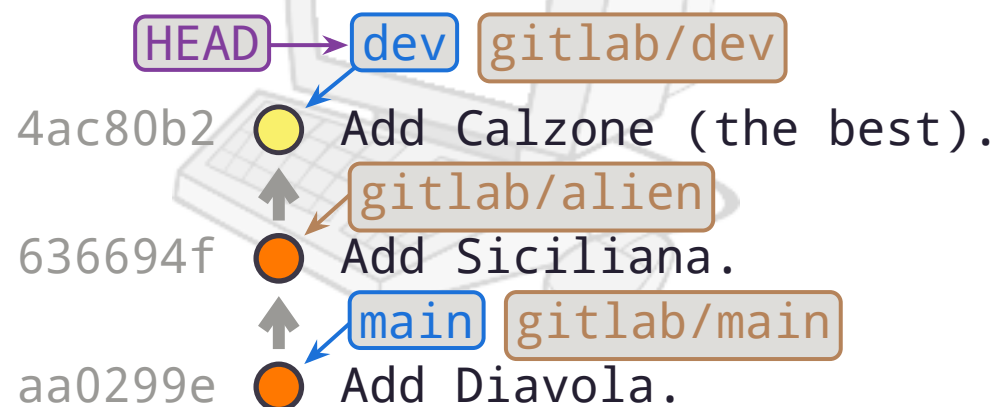 HEAD dev gitlab/dev
4ac80b2 Add Calzone (the best).
gitlab/alien
636694f Add Siciliana.
main gitlab/main
aa0299e Add Diavola.